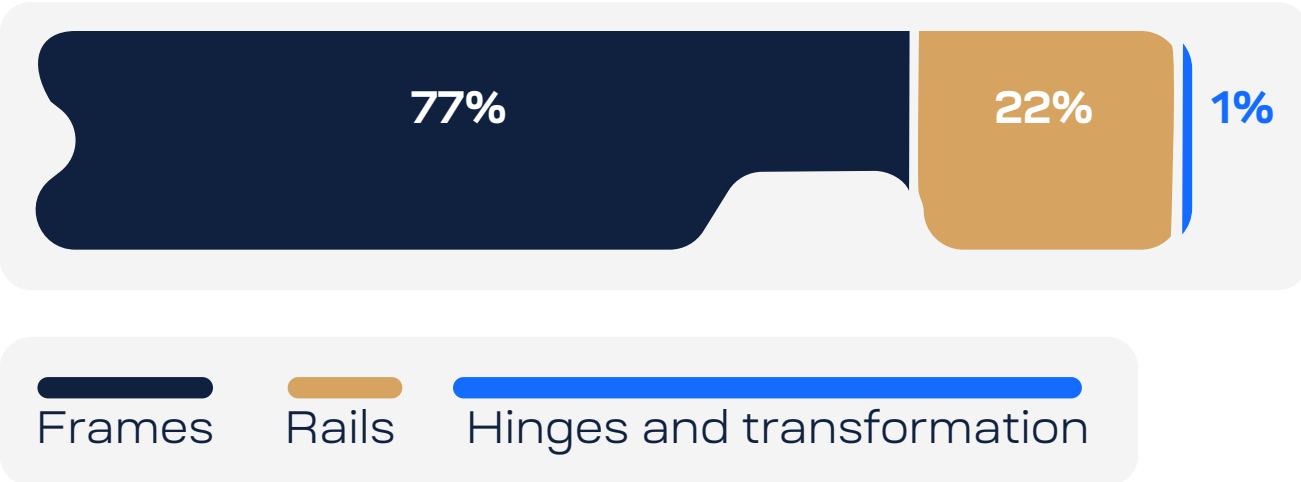 77% 22% 1%
Frames Rails Hinges and transformation